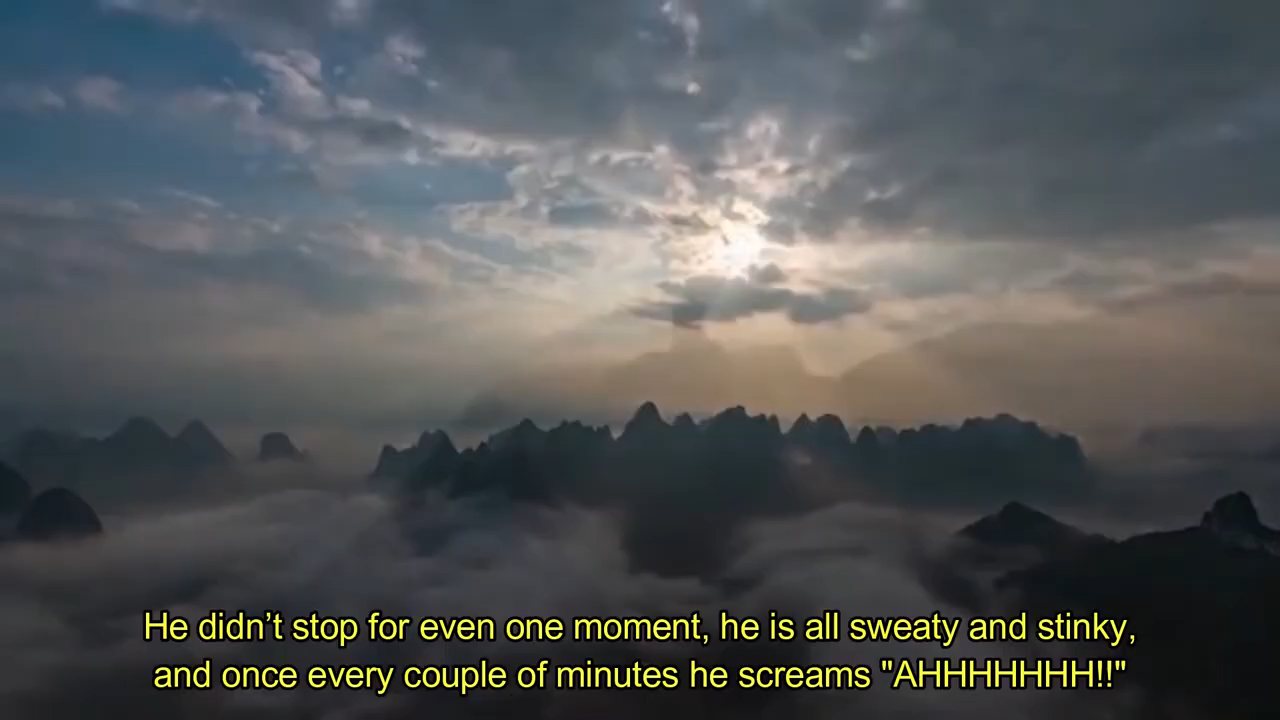 He didn’t stop for even one moment, he is all sweaty and stinky,
and once every couple of minutes he screams "AHHHHHHH!!"